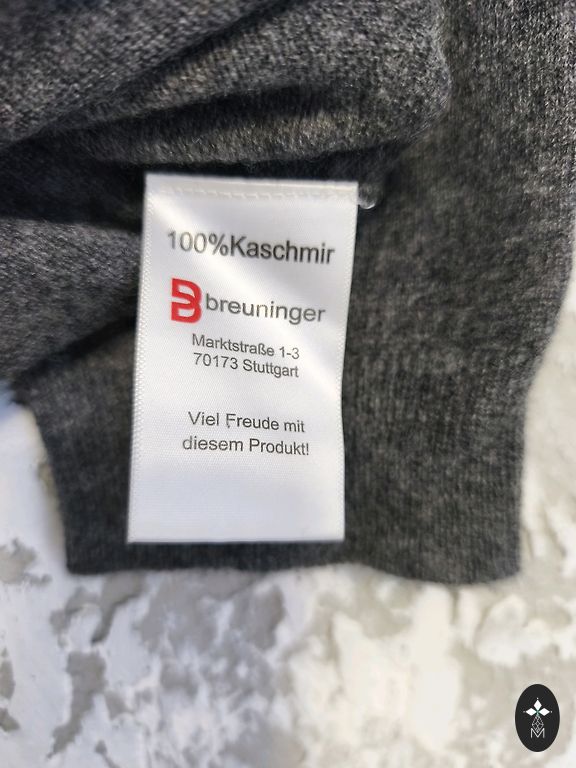 100%Kaschmir
breuninger
Marktstraße 1-3
70173 Stuttgart
Viel Freude mit
diesem Produkt!